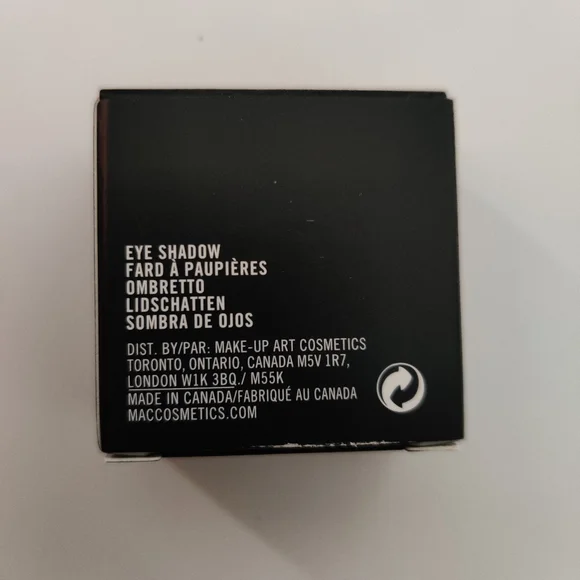 EYE SHADOW
FARD À PAUPIÈRES
OMBRETTO
LIDSCHATTEN
SOMBRA DE OJOS
DIST. BY/PAR: MAKE-UP ART COSMETICS
TORONTO, ONTARIO, CANADA M5V 1R7,
LONDON W1K 3BQ./ M55K
MADE IN CANADA/FABRIQUÉ AU CANADA
MACCOSMETICS.COM